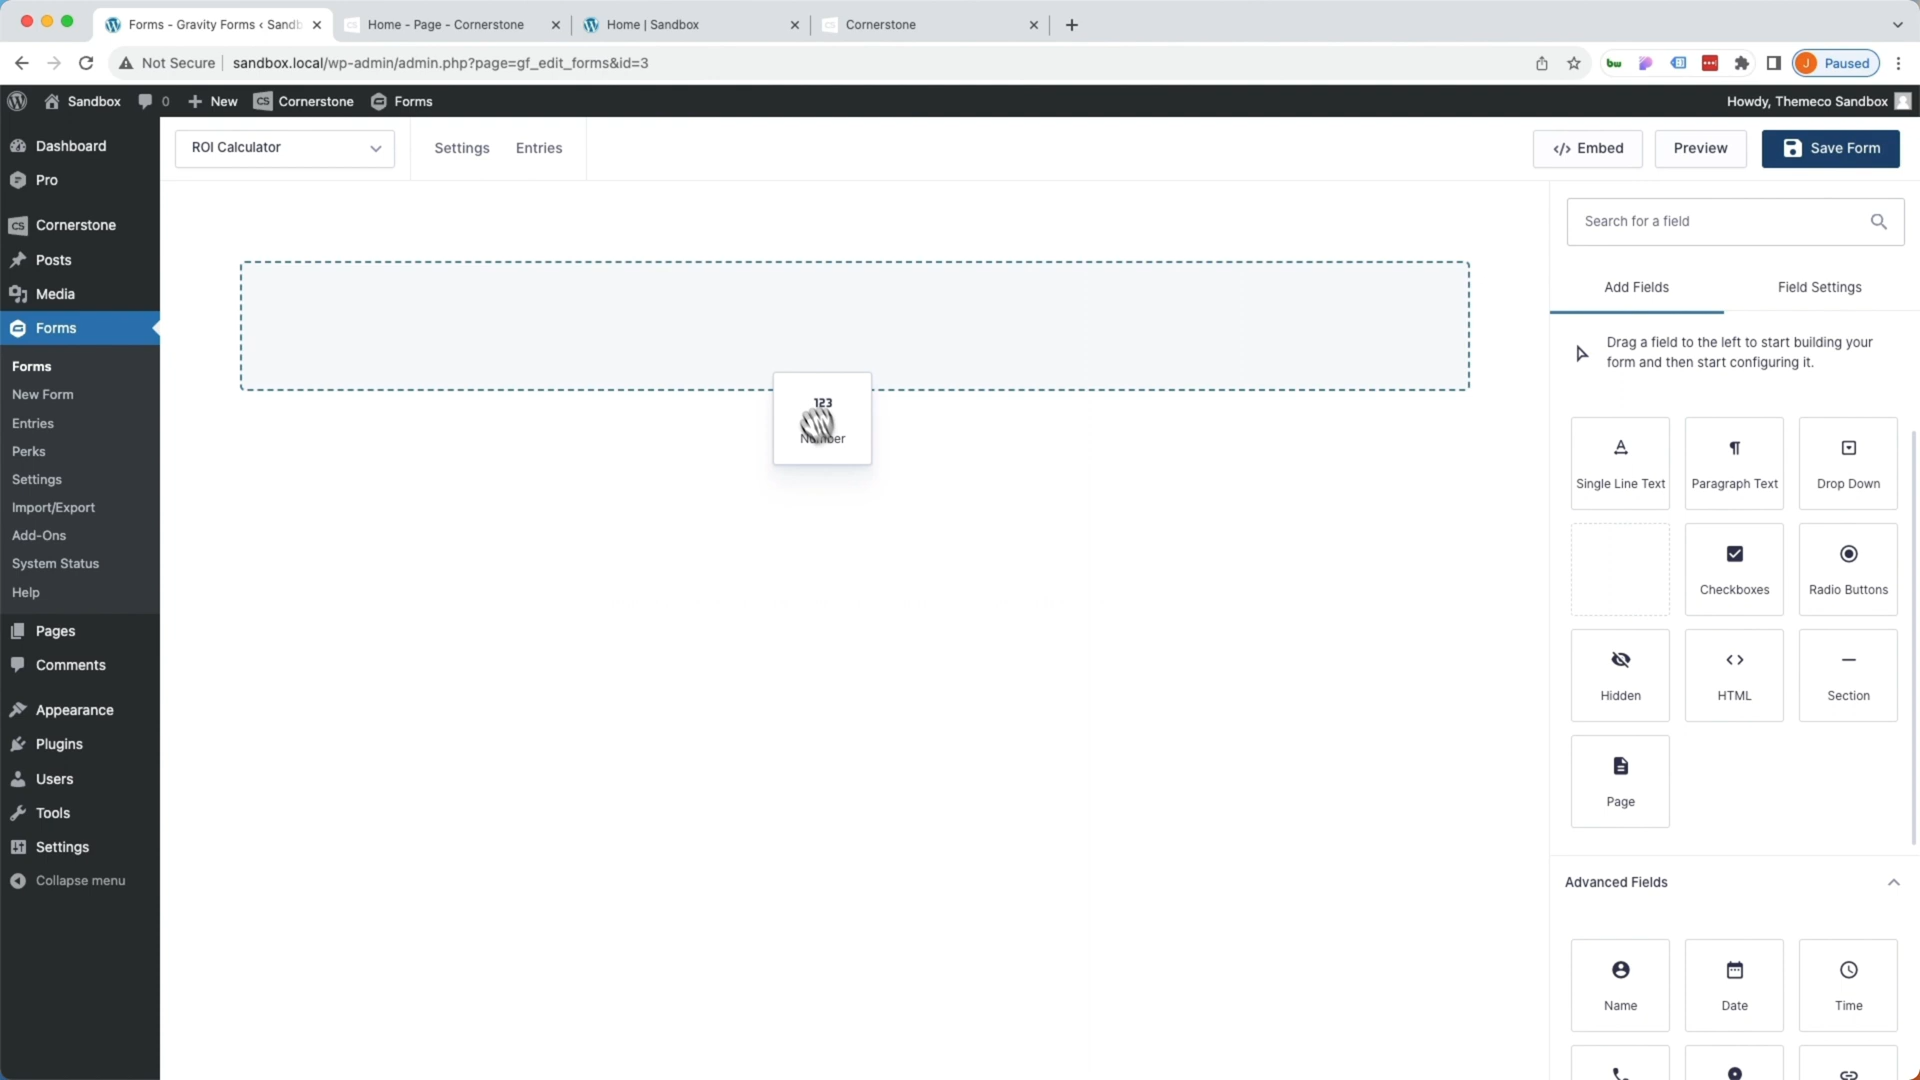 Forms - Gravity Forms ‹ Sandb
Home - Page - Cornerstone
Home | Sandbox
Cornerstone
Not Secure
sandbox.local/wp-admin/admin.php?page=gf_edit_forms&id=3
bw
J
Paused
Sandbox
0
New
CS
Cornerstone
Forms
Howdy, Themeco Sandbox
Dashboard
Pro
CS
Cornerstone
Posts
Media
Forms
Forms
New Form
Entries
Perks
Settings
Import/Export
Add-Ons
System Status
Help
Pages
Comments
Appearance
Plugins
Users
Tools
Settings
Collapse menu
ROI Calculator
Settings
Entries
Embed
Preview
Save Form
123
Number
Search for a field
Add Fields
Field Settings
Drag a field to the left to start building your
form and then start configuring it.
Single Line Text
Paragraph Text
Drop Down
Checkboxes
Radio Buttons
Hidden
HTML
Section
Page
Advanced Fields
Name
Date
Time